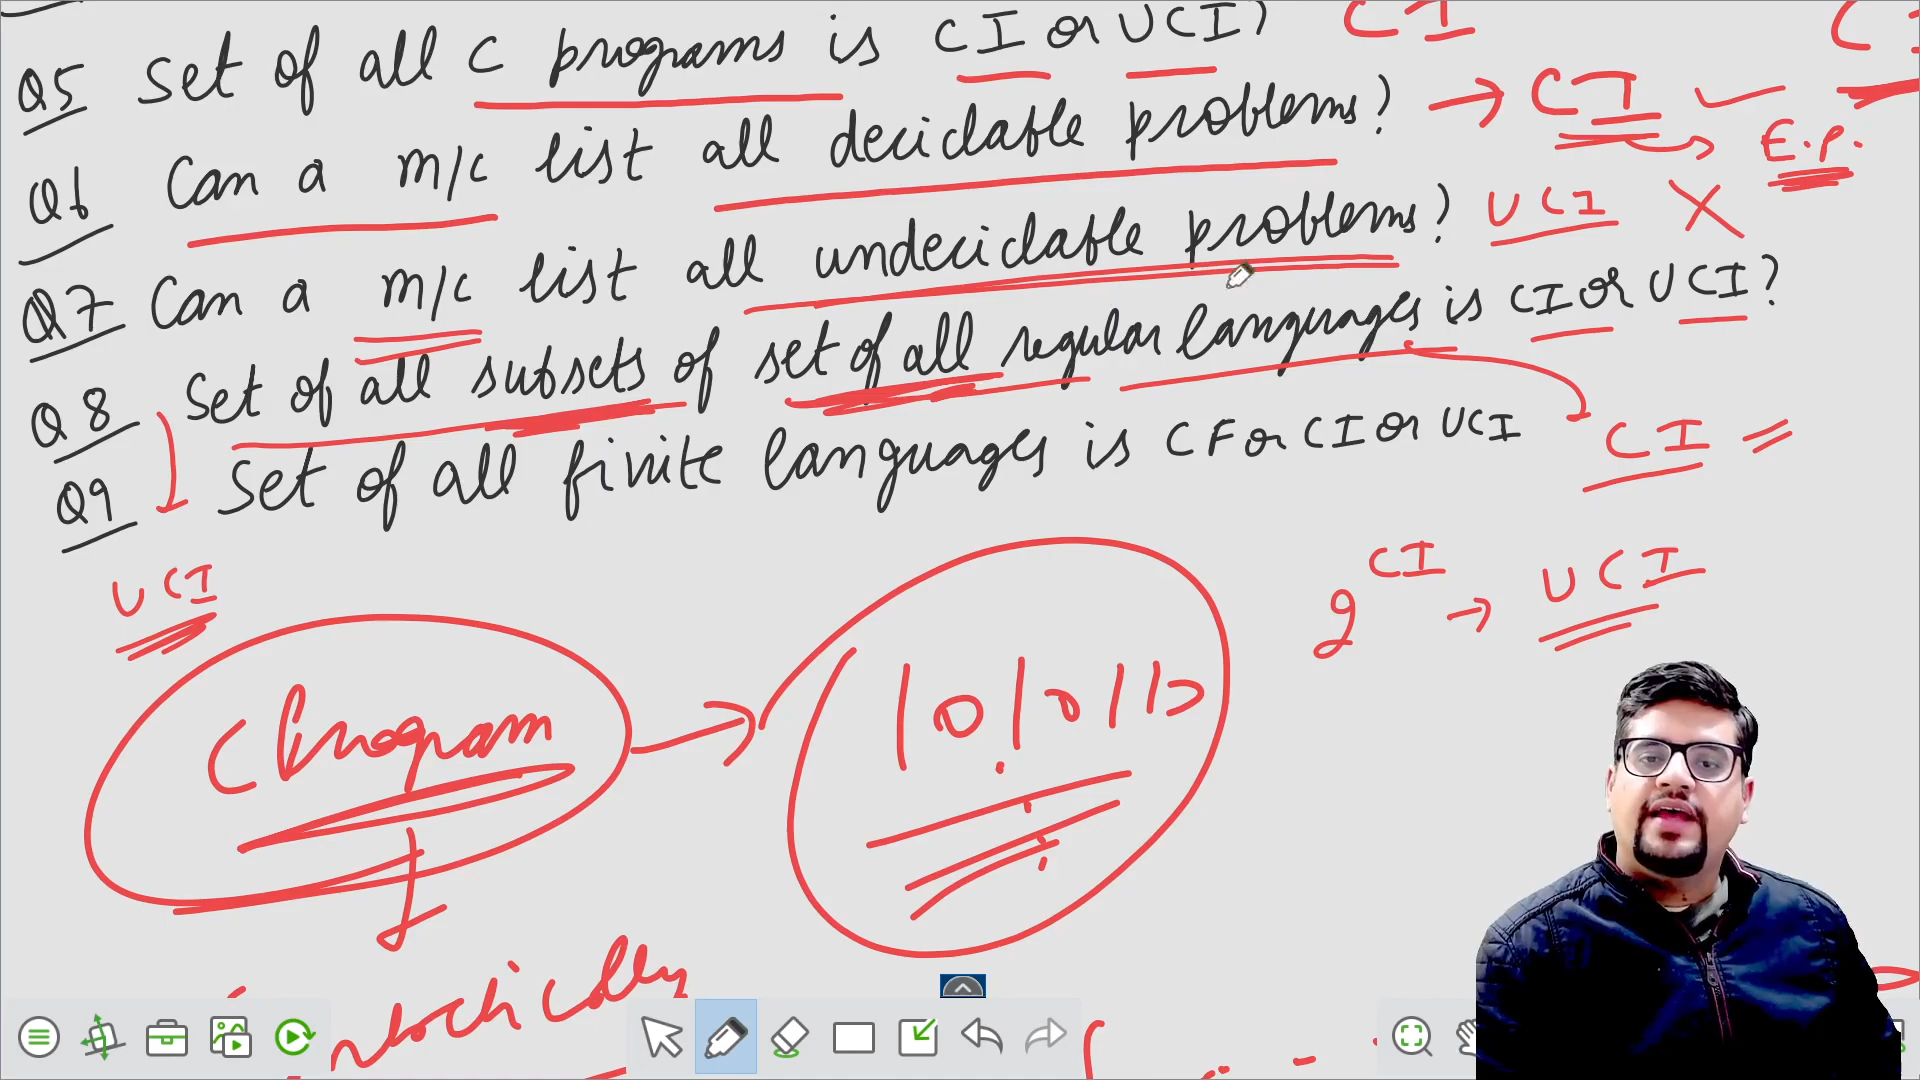 Q5 Set of all C programs is CI or UCI? CI
Q6 Can a m/c list all decidable problems? → CI ✓ E.P.
Q7 Can a m/c list all undecidable problems? UCI ✗
Q8 Set of all subsets of set of all regular languages is CI or UCI? CI
Q9 Set of all finite languages is CF or CI or UCI
UCI
2^CI → UCI
C Program → 1010110